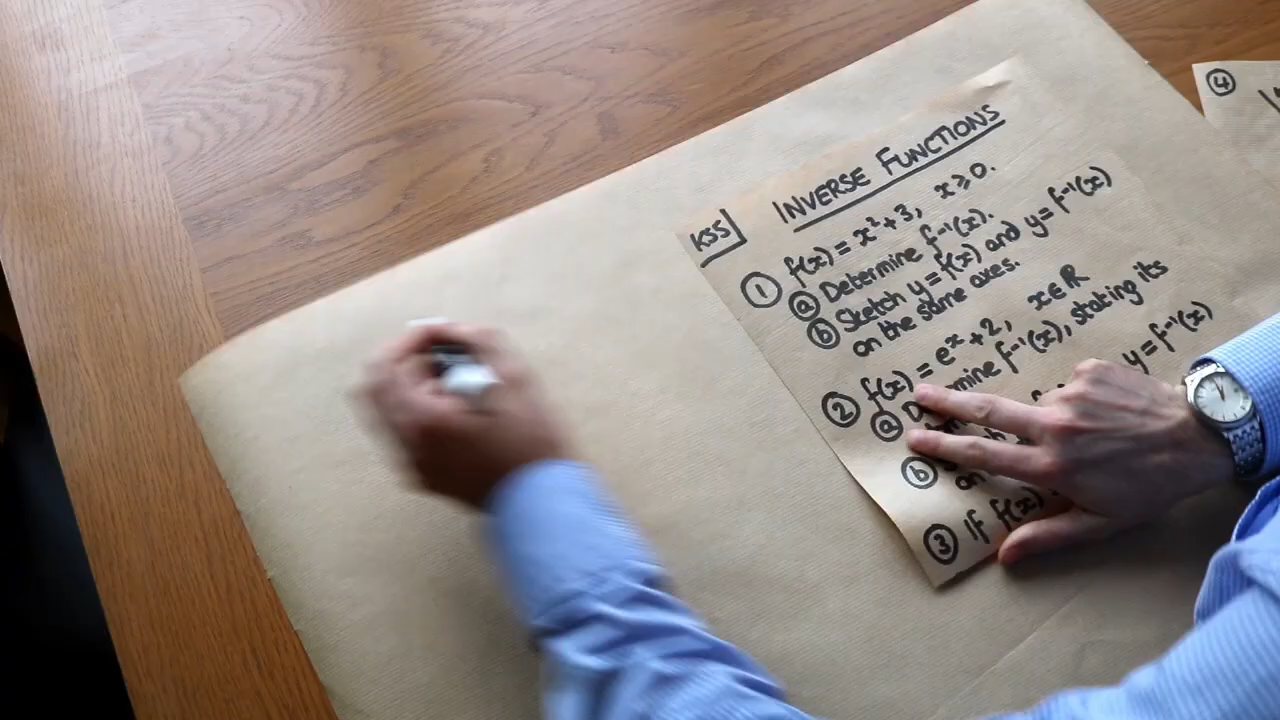 KS5
INVERSE FUNCTIONS
① f(x) = x²+3, x⩾0.
ⓐ Determine f⁻¹(x).
ⓑ Sketch y=f(x) and y=f⁻¹(x)
on the same axes.
② f(x) = eˣ+2, x∈ℝ
ⓐ f⁻¹(x), stating its
ⓑ y=f⁻¹(x)
on
③ If f(x)
④